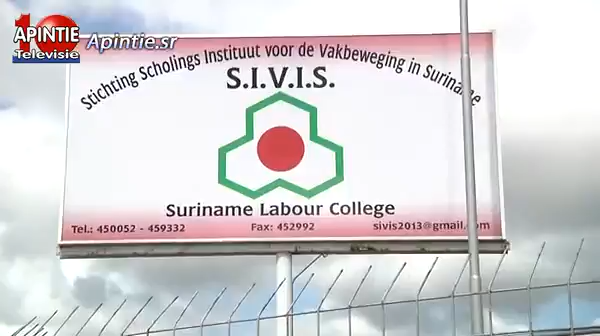 10
APINTIE
Televisie
Apintie.sr
Stichting Scholings Instituut voor de Vakbeweging in Suriname
S.I.V.I.S.
Suriname Labour College
Tel.: 450052 - 459332 Fax: 452992 sivis2013@gmail.com